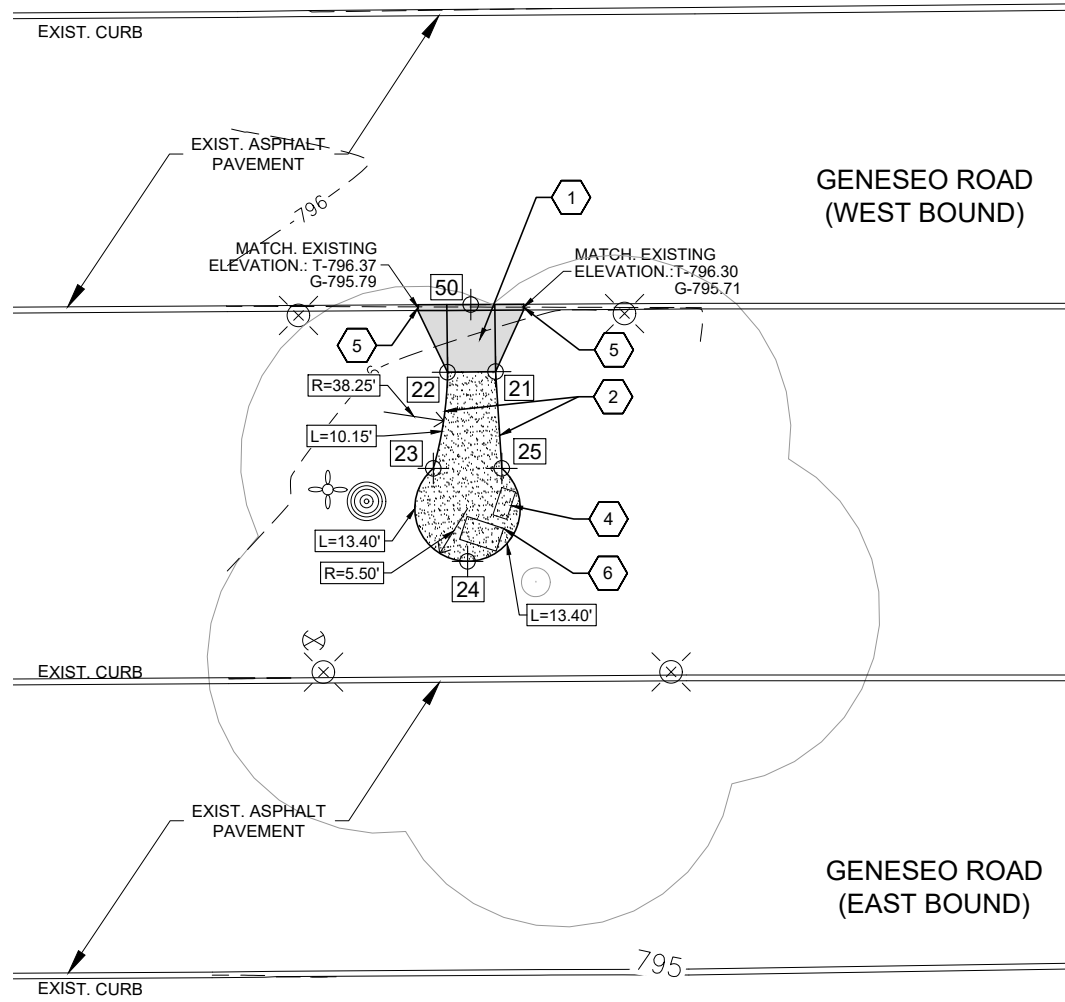 EXIST. CURB
EXIST. ASPHALT
PAVEMENT
796
1
GENESEO ROAD
(WEST BOUND)
MATCH. EXISTING
ELEVATION.: T-796.37
G-795.79
MATCH. EXISTING
ELEVATION.:T-796.30
G-795.71
50
5
5
R=38.25'
22
21
2
L=10.15'
23
25
4
L=13.40'
R=5.50'
6
24
L=13.40'
EXIST. CURB
EXIST. ASPHALT
PAVEMENT
GENESEO ROAD
(EAST BOUND)
795
EXIST. CURB